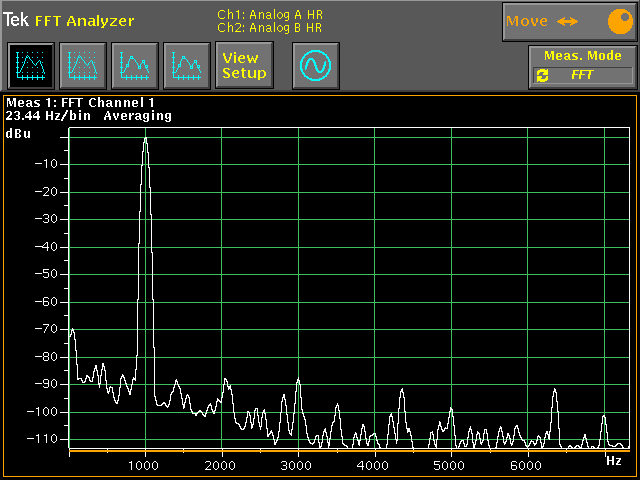 Tek FFT Analyzer
Ch1: Analog A HR
Ch2: Analog B HR
Move
View
Setup
Meas. Mode
FFT
Meas 1: FFT Channel 1
23.44 Hz/bin Averaging
dBu
-10
-20
-30
-40
-50
-60
-70
-80
-90
-100
-110
1000 2000 3000 4000 5000 6000 Hz